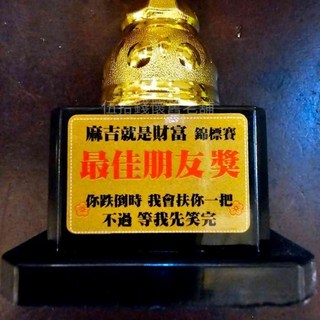 麻吉就是財富 錦標賽
最佳朋友獎
你跌倒時 我會扶你一把
不過 等我先笑完